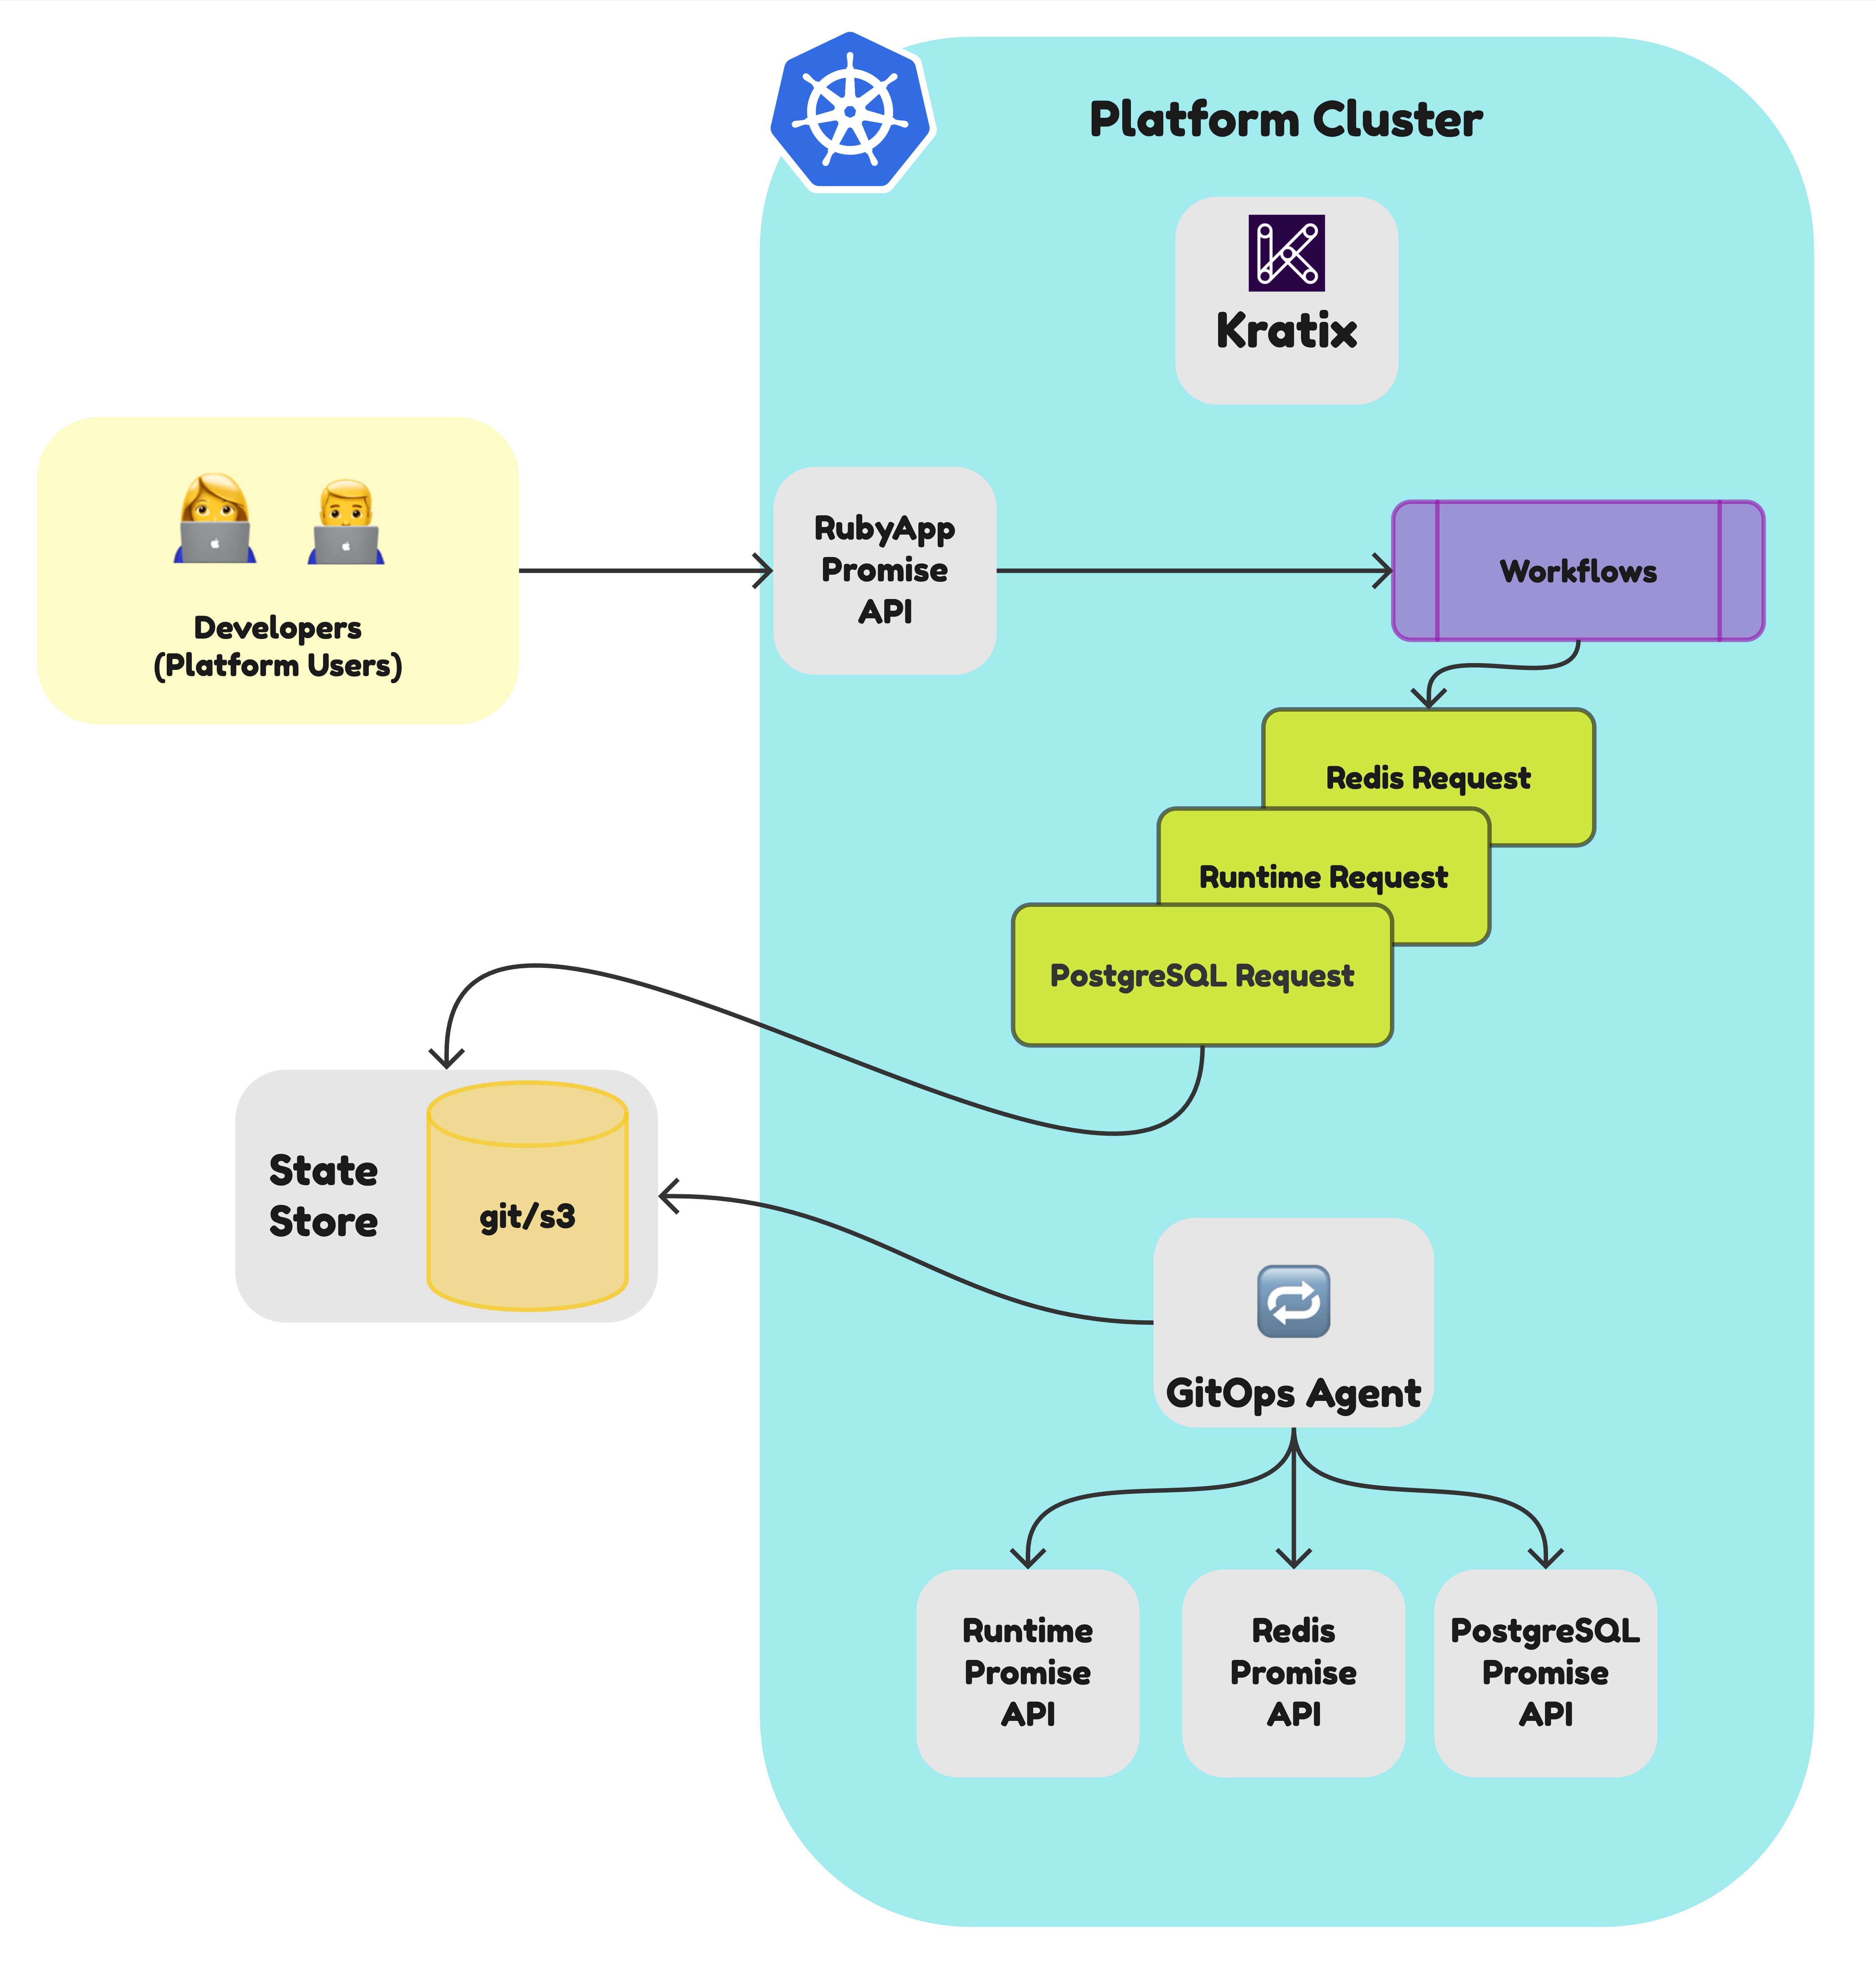 Platform Cluster
Kratix
Developers
(Platform Users)
RubyApp
Promise
API
Workflows
Redis Request
Runtime Request
PostgreSQL Request
State
Store
git/s3
GitOps Agent
Runtime
Promise
API
Redis
Promise
API
PostgreSQL
Promise
API